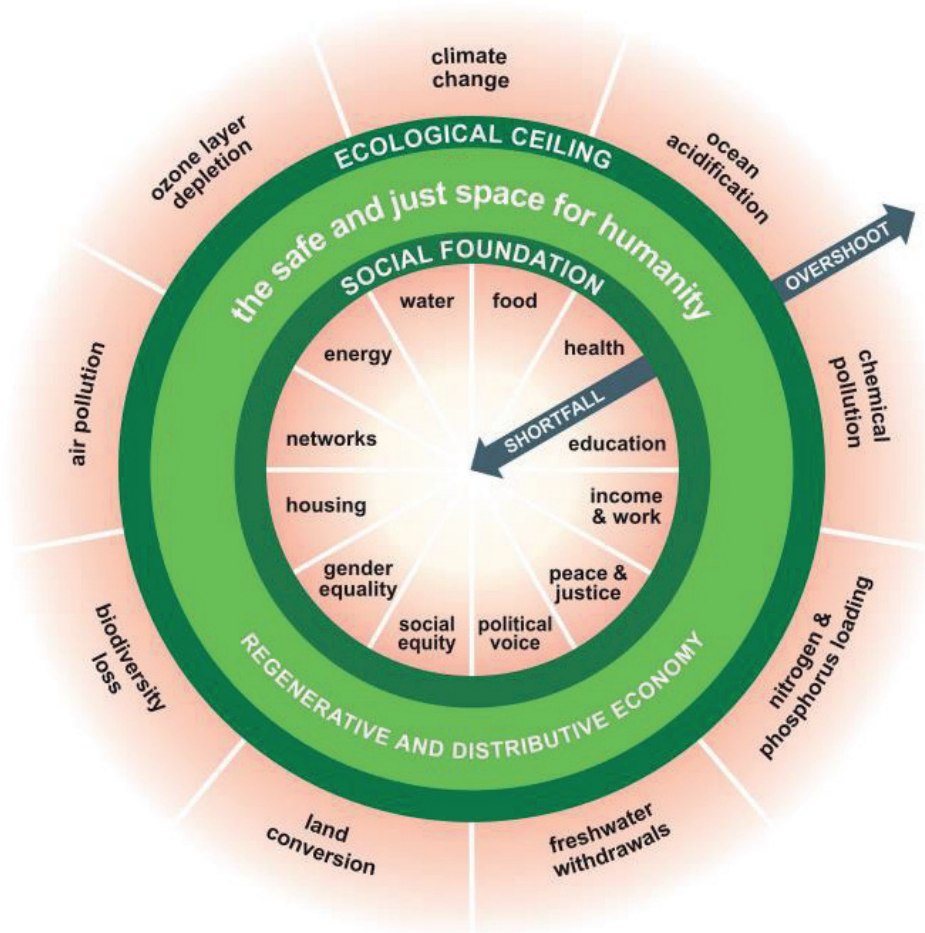 climate
change
ocean
acidification
chemical
pollution
nitrogen &
phosphorus loading
freshwater
withdrawals
land
conversion
biodiversity
loss
air pollution
ozone layer
depletion
ECOLOGICAL CEILING
the safe and just space for humanity
SOCIAL FOUNDATION
OVERSHOOT
SHORTFALL
water
food
health
education
income
& work
peace &
justice
political
voice
social
equity
gender
equality
housing
networks
energy
REGENERATIVE AND DISTRIBUTIVE ECONOMY